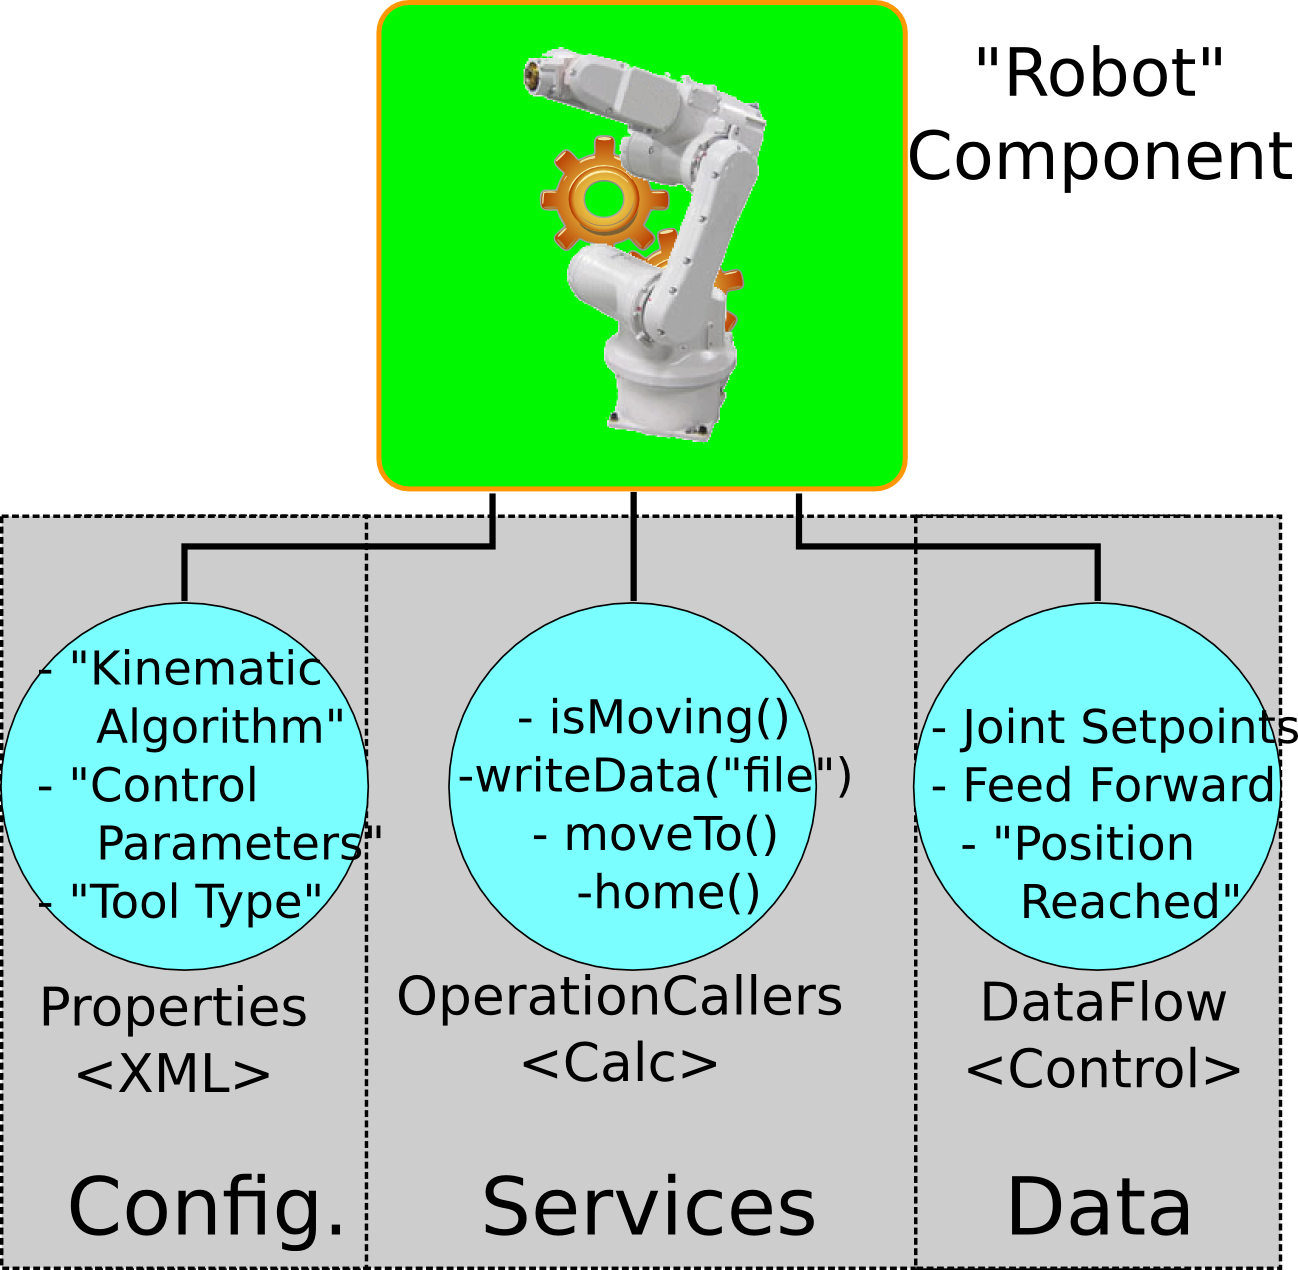 "Robot"
Component
- "Kinematic
Algorithm"
- "Control
Parameters"
- "Tool Type"
Properties
<XML>
Config.
- isMoving()
-writeData("file")
- moveTo()
-home()
OperationCallers
<Calc>
Services
- Joint Setpoints
- Feed Forward
- "Position
Reached"
DataFlow
<Control>
Data